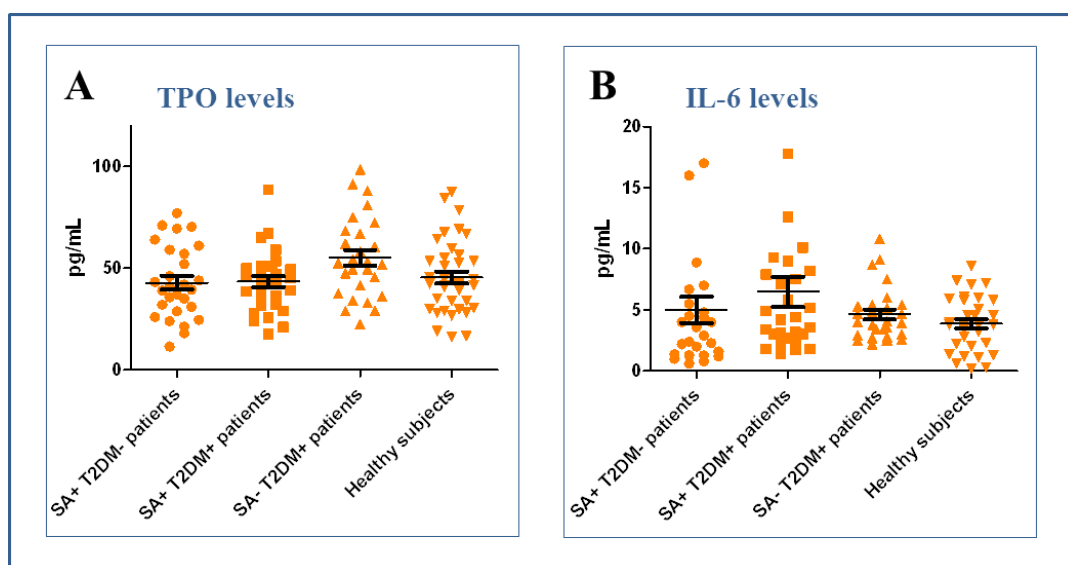 A
TPO levels
pg/mL
100
50
0
SA+ T2DM- patients
SA+ T2DM+ patients
SA- T2DM+ patients
Healthy subjects
B
IL-6 levels
pg/mL
20
15
10
5
0
SA+ T2DM- patients
SA+ T2DM+ patients
SA- T2DM+ patients
Healthy subjects